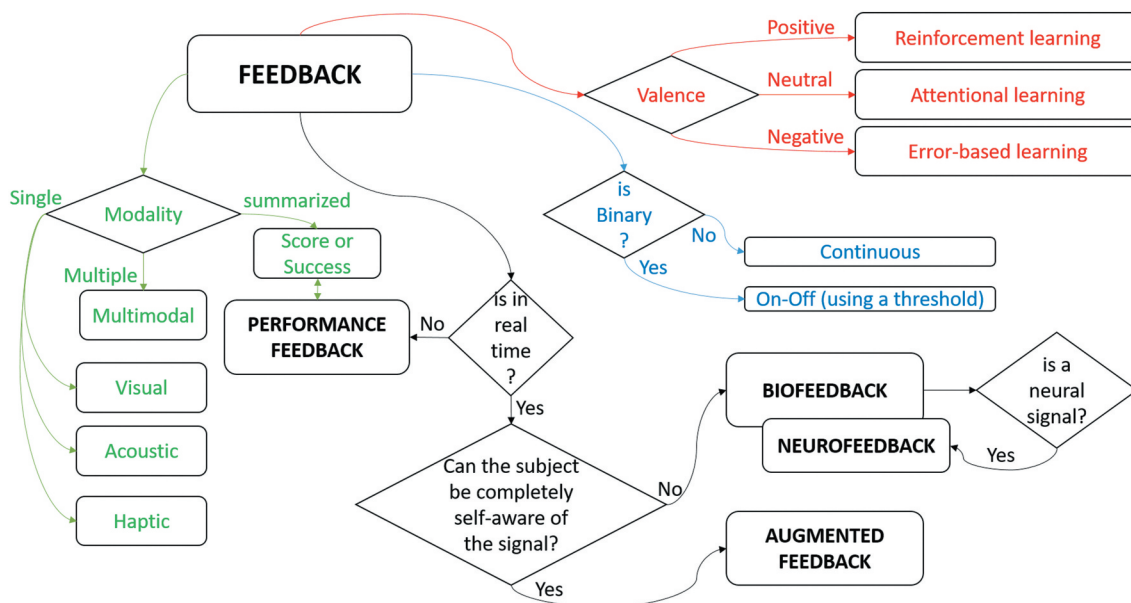 FEEDBACK
Positive
Reinforcement learning
Valence
Neutral
Attentional learning
Negative
Error-based learning
Single
Modality
summarized
Score or
Success
Multiple
Multimodal
Visual
Acoustic
Haptic
is
Binary
?
No
Continuous
Yes
On-Off (using a threshold)
PERFORMANCE
FEEDBACK
No
is in
real
time
?
Yes
Can the subject
be completely
self-aware of
the signal?
No
BIOFEEDBACK
NEUROFEEDBACK
is a
neural
signal?
Yes
Yes
AUGMENTED
FEEDBACK